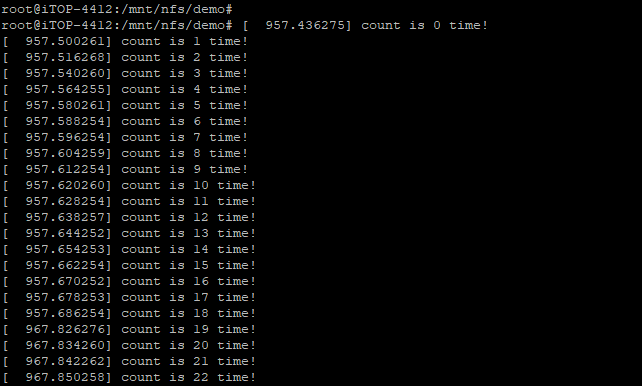 root@iTOP-4412:/mnt/nfs/demo#
root@iTOP-4412:/mnt/nfs/demo# [  957.436275] count is 0 time!
[  957.500261] count is 1 time!
[  957.516268] count is 2 time!
[  957.540260] count is 3 time!
[  957.564255] count is 4 time!
[  957.580261] count is 5 time!
[  957.588254] count is 6 time!
[  957.596254] count is 7 time!
[  957.604259] count is 8 time!
[  957.612254] count is 9 time!
[  957.620260] count is 10 time!
[  957.628254] count is 11 time!
[  957.638257] count is 12 time!
[  957.644252] count is 13 time!
[  957.654253] count is 14 time!
[  957.662254] count is 15 time!
[  957.670252] count is 16 time!
[  957.678253] count is 17 time!
[  957.686254] count is 18 time!
[  967.826276] count is 19 time!
[  967.834260] count is 20 time!
[  967.842262] count is 21 time!
[  967.850258] count is 22 time!